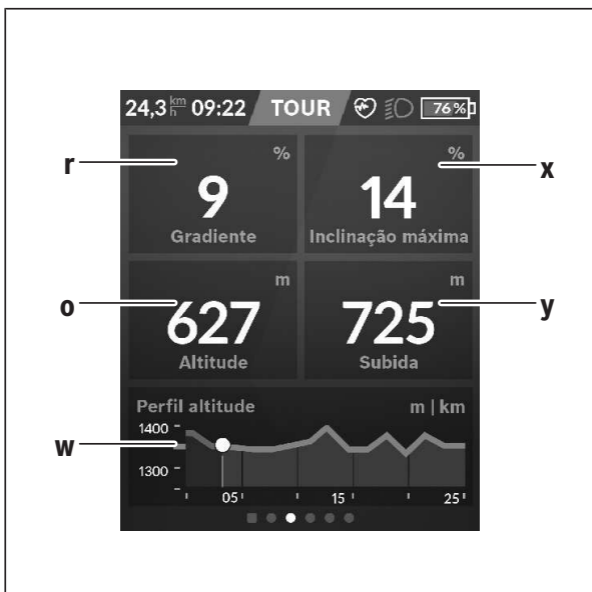 24,3 km/h 09:22 TOUR 76 %
r % % x
9 14
Gradiente Inclinação máxima
o m m y
627 725
Altitude Subida
Perfil altitude m | km
1400
w
1300
05 15 25